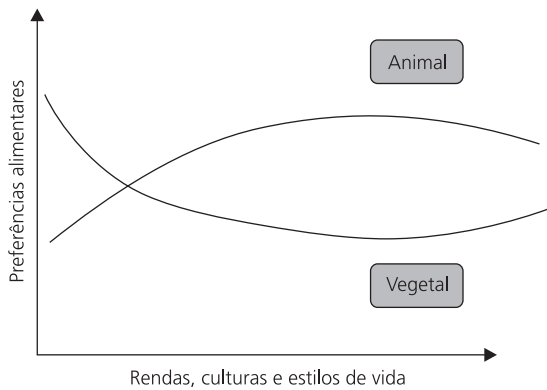 Preferências alimentares
Animal
Vegetal
Rendas, culturas e estilos de vida